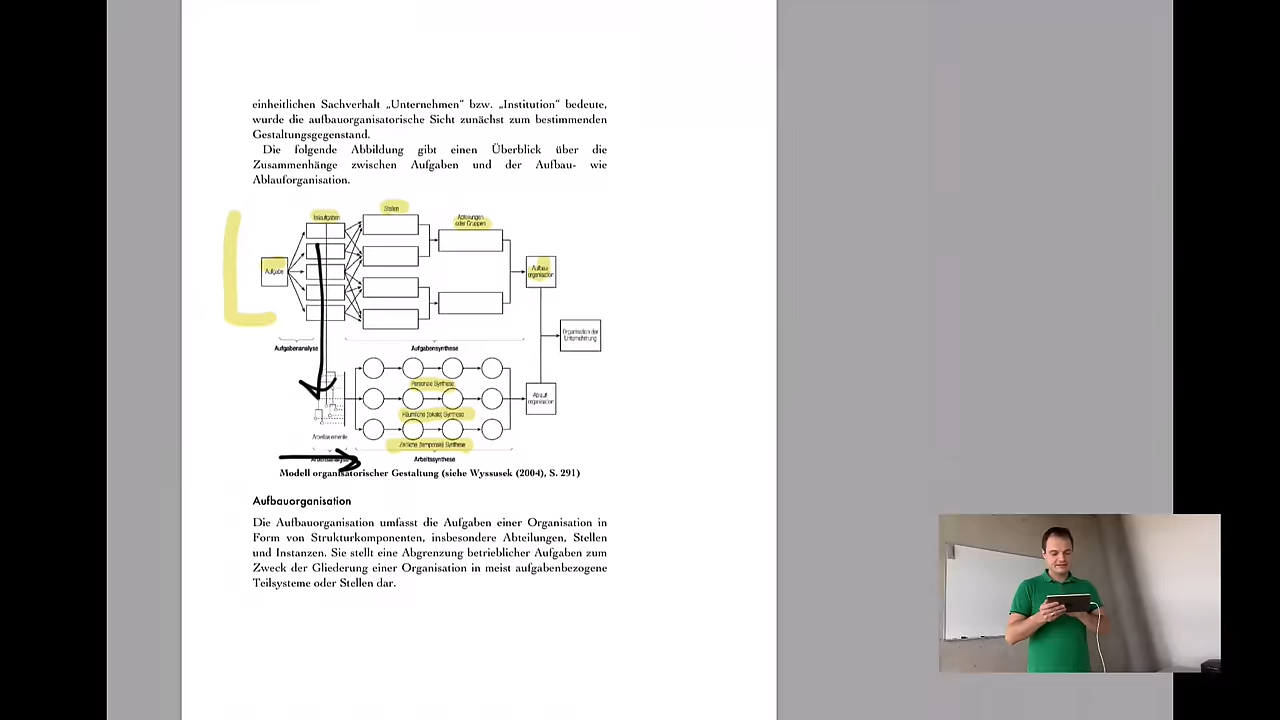 einheitlichen Sachverhalt „Unternehmen“ bzw. „Institution“ bedeute,
wurde die aufbauorganisatorische Sicht zunächst zum bestimmenden
Gestaltungsgegenstand.
Die folgende Abbildung gibt einen Überblick über die
Zusammenhänge zwischen Aufgaben und der Aufbau- wie
Ablauforganisation.
Teilaufgaben
Stellen
Abteilungen
oder Gruppen
Aufgabe
Aufbau-
organisation
Organisation der
Unternehmung
Aufgabenanalyse
Aufgabensynthese
Personale Synthese
Ablauf-
organisation
Räumliche (lokale) Synthese
Arbeitselemente
Zeitliche (temporale) Synthese
Arbeitsanalyse
Arbeitssynthese
Modell organisatorischer Gestaltung (siehe Wyssusek (2004), S. 291)
Aufbauorganisation
Die Aufbauorganisation umfasst die Aufgaben einer Organisation in
Form von Strukturkomponenten, insbesondere Abteilungen, Stellen
und Instanzen. Sie stellt eine Abgrenzung betrieblicher Aufgaben zum
Zweck der Gliederung einer Organisation in meist aufgabenbezogene
Teilsysteme oder Stellen dar.